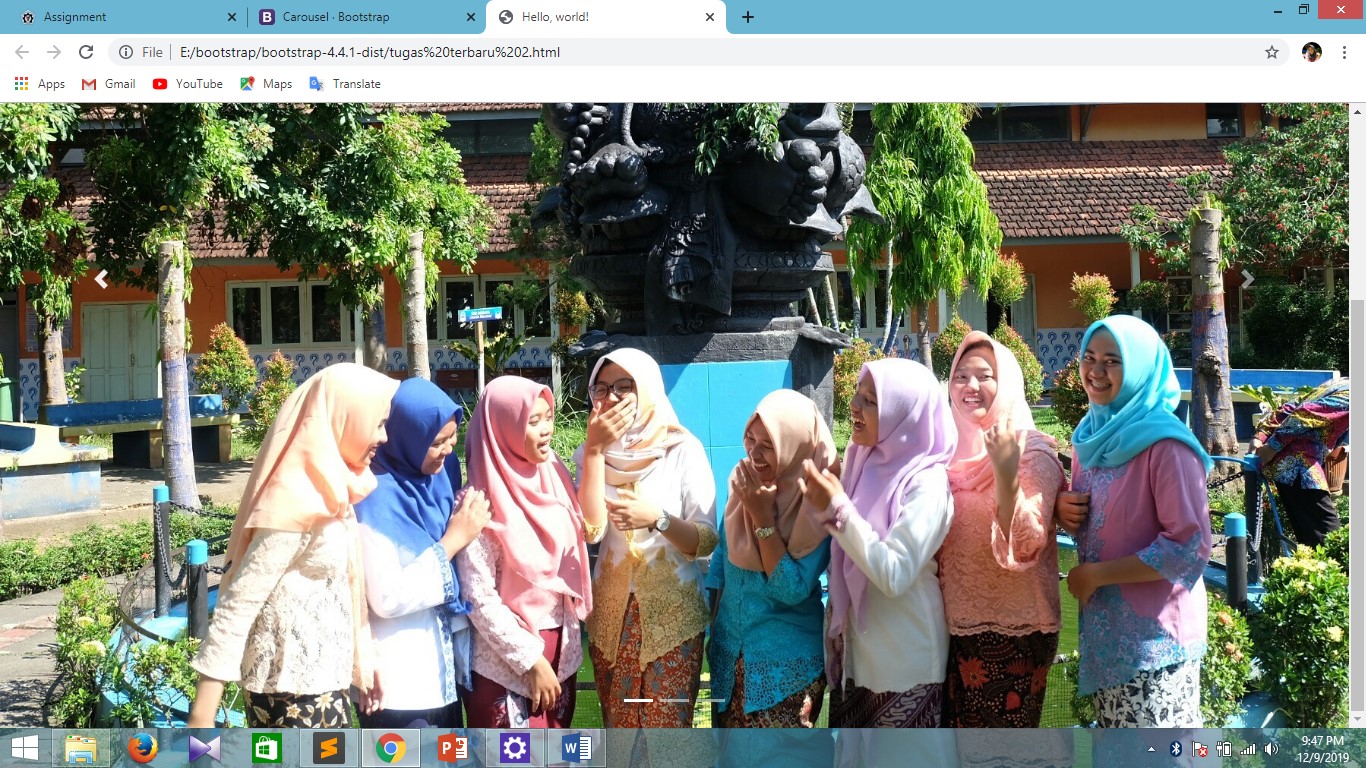 Assignment
Carousel · Bootstrap
Hello, world!
File
E:/bootstrap/bootstrap-4.4.1-dist/tugas%20terbaru%202.html
Apps
Gmail
YouTube
Maps
Translate
9:47 PM
12/9/2019